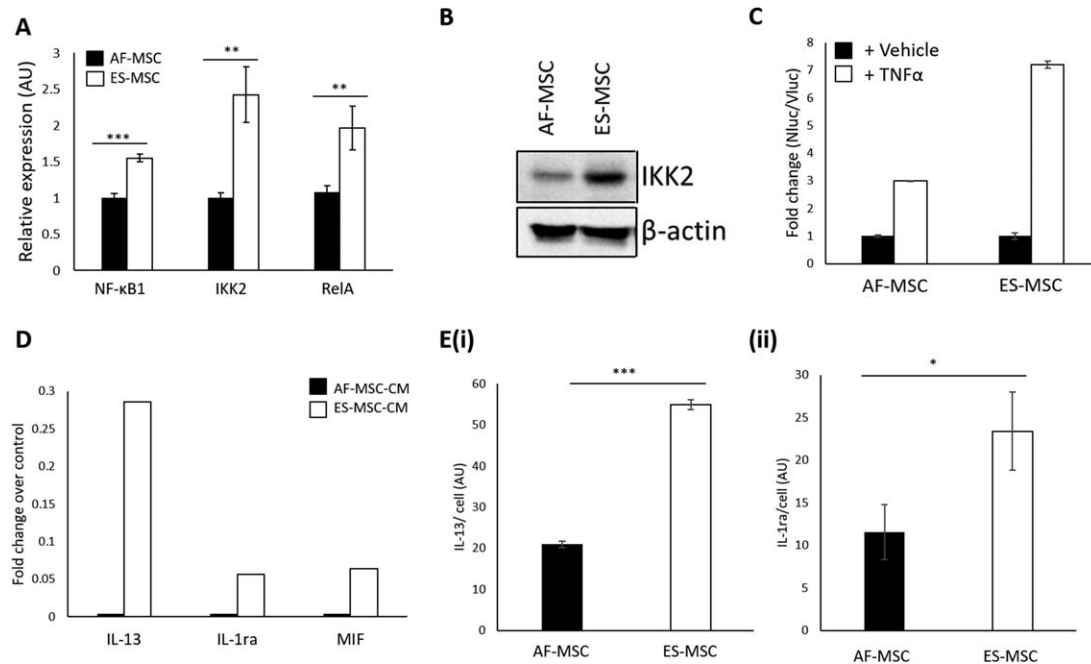 A
Relative expression (AU)
3
2.5
2
1.5
1
0.5
0
AF-MSC
ES-MSC
***
**
**
NF-κB1 IKK2 RelA
B
AF-MSC
ES-MSC
IKK2
β-actin
C
Fold change (Nluc/Vluc)
8
7
6
5
4
3
2
1
0
+ Vehicle
+ TNFα
AF-MSC ES-MSC
D
Fold change over control
0.3
0.25
0.2
0.15
0.1
0.05
0
AF-MSC-CM
ES-MSC-CM
IL-13 IL-1ra MIF
E(i)
IL-13/ cell (AU)
60
50
40
30
20
10
0
***
AF-MSC ES-MSC
(ii)
IL-1ra/cell (AU)
30
25
20
15
10
5
0
*
AF-MSC ES-MSC